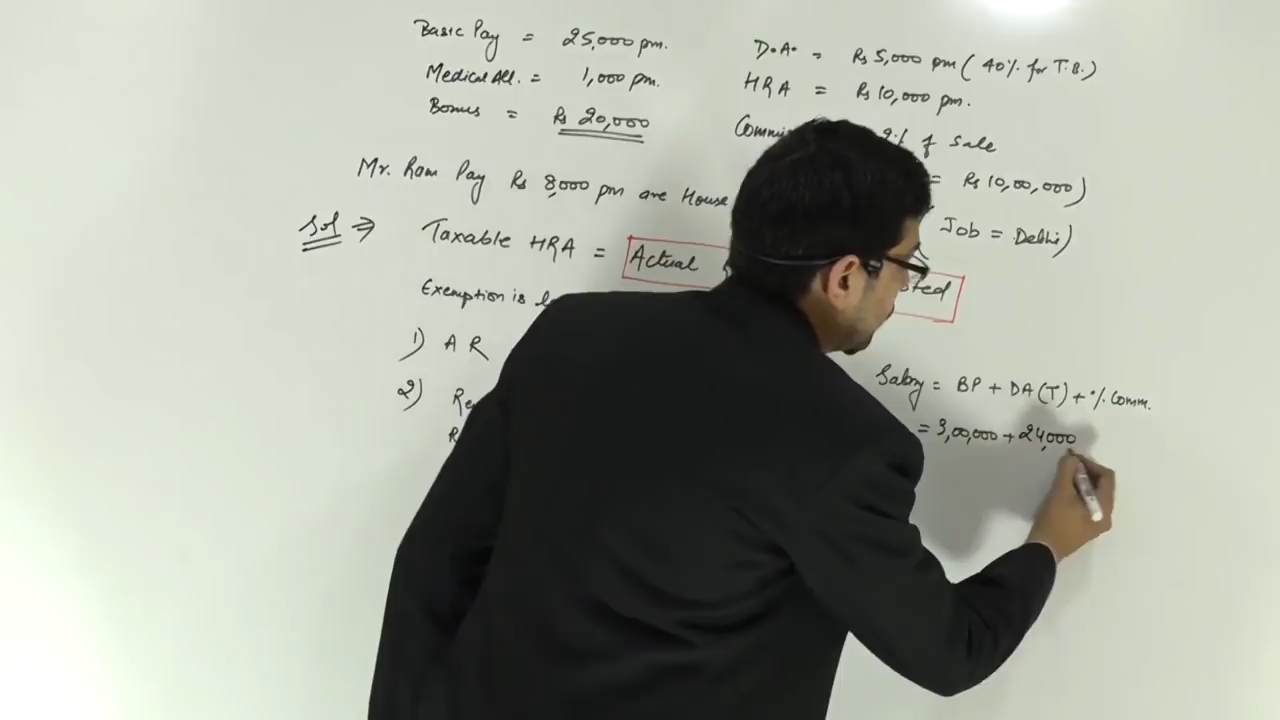 Basic Pay = 25,000 pm.
D.A. = Rs 5,000 pm (40% for T.B.)
Medical All. = 1,000 pm.
HRA = Rs 10,000 pm.
Bonus = Rs 20,000
2% of sale
= Rs 10,00,000)
Mr. Ram Pay Rs 8,000 pm are House
Job = Delhi)
Sol ⇒ Taxable HRA = Actual
Exemption is
1) AR
Salary = BP + DA(T) + % Comm.
2)
= 3,00,000 + 24,000